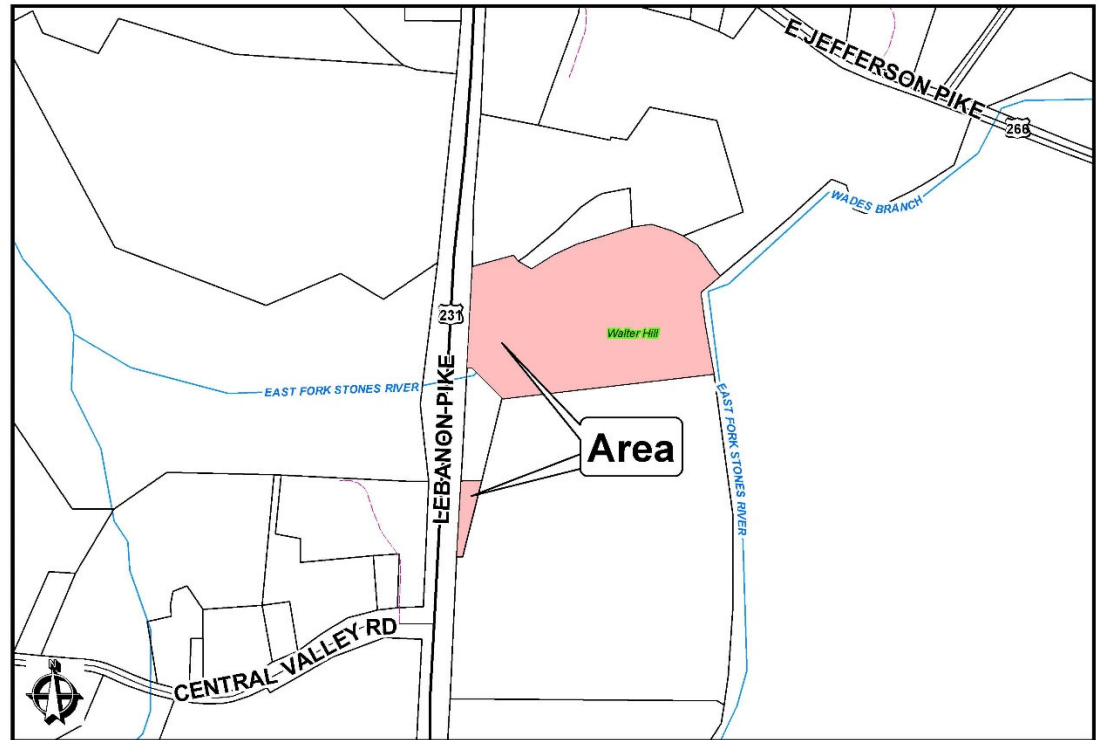 E JEFFERSON PIKE
266
WADES BRANCH
231
Walter Hill
EAST FORK STONES RIVER
LEBANON PIKE
EAST FORK STONES RIVER
Area
CENTRAL VALLEY RD
N